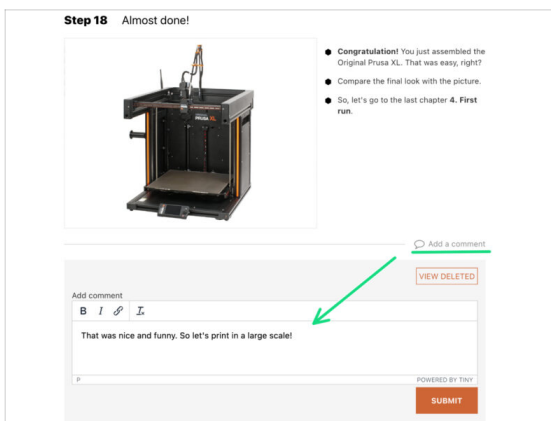 Step 18 Almost done!
Congratulation! You just assembled the
Original Prusa XL. That was easy, right?
Compare the final look with the picture.
So, let's go to the last chapter 4. First
run.
PRUSA XL
Add a comment
VIEW DELETED
Add comment
B I
That was nice and funny. So let's print in a large scale!
P
POWERED BY TINY
SUBMIT